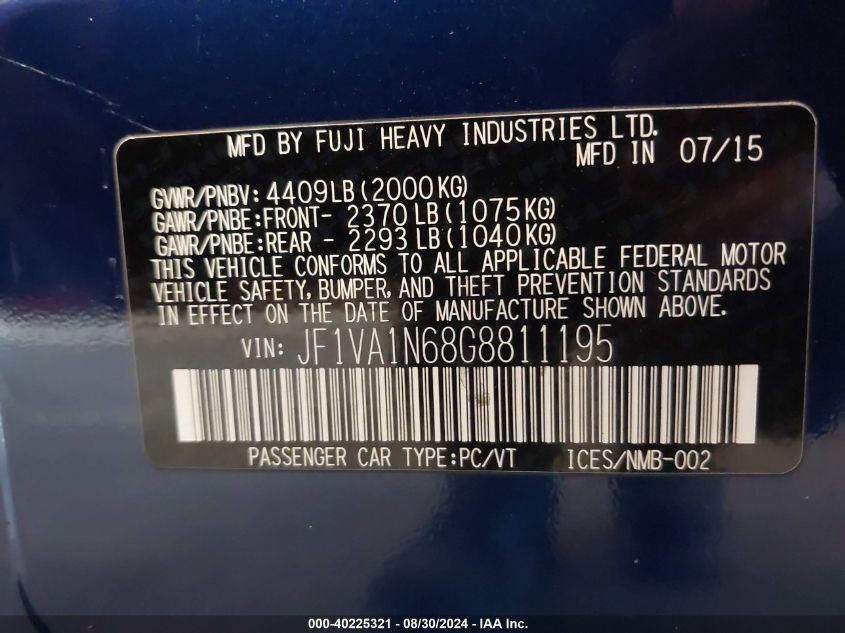 MFD BY FUJI HEAVY INDUSTRIES LTD.
MFD IN 07/15
GVWR/PNBV: 4409LB(2000KG)
GAWR/PNBE:FRONT- 2370LB(1075KG)
GAWR/PNBE:REAR - 2293LB(1040KG)
THIS VEHICLE CONFORMS TO ALL APPLICABLE FEDERAL MOTOR
VEHICLE SAFETY, BUMPER, AND THEFT PREVENTION STANDARDS
IN EFFECT ON THE DATE OF MANUFACTURE SHOWN ABOVE.
VIN: JF1VA1N68G8811195
PASSENGER CAR TYPE:PC/VT ICES/NMB-002
000-40225321 - 08/30/2024 - IAA Inc.